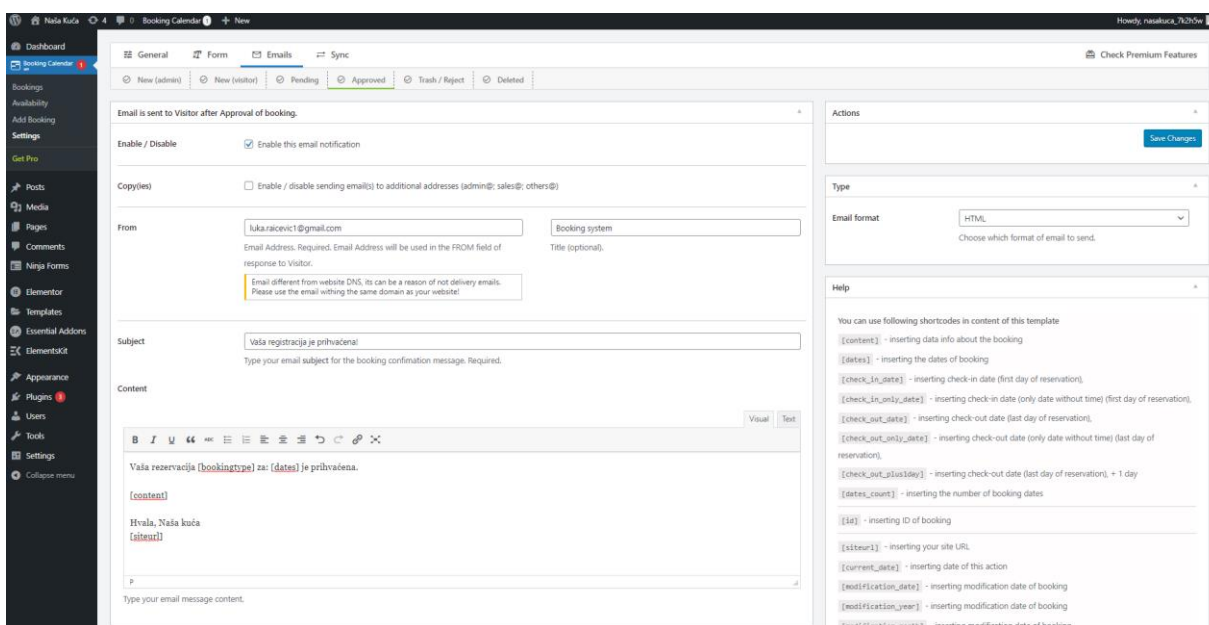 Naša Kuća 4 0 Booking Calendar 1 + New Howdy, nasakuca_7k2h5w
Dashboard
Booking Calendar 1
Bookings
Availability
Add Booking
Settings
Get Pro
Posts
Media
Pages
Comments
Ninja Forms
Elementor
Templates
Essential Addons
ElementsKit
Appearance
Plugins 3
Users
Tools
Settings
Collapse menu
General Form Emails Sync Check Premium Features
New (admin) New (visitor) Pending Approved Trash / Reject Deleted
Email is sent to Visitor after Approval of booking.
Enable / Disable Enable this email notification
Copy(ies) Enable / disable sending email(s) to additional addresses (admin@; sales@; others@)
From luka.raicevic1@gmail.com Booking system
Email Address. Required. Email Address will be used in the FROM field of
response to Visitor.
Title (optional).
Email different from website DNS, its can be a reason of not delivery emails.
Please use the email withing the same domain as your website!
Subject Vaša registracija je prihvaćena!
Type your email subject for the booking confimation message. Required.
Content
Visual Text
B I U
Vaša rezervacija [bookingtype] za: [dates] je prihvaćena.
[content]
Hvala, Naša kuća
[siteurl]
P
Type your email message content.
Actions
Save Changes
Type
Email format HTML
Choose which format of email to send.
Help
You can use following shortcodes in content of this template
[content] - inserting data info about the booking
[dates] - inserting the dates of booking
[check_in_date] - inserting check-in date (first day of reservation),
[check_in_only_date] - inserting check-in date (only date without time) (first day of reservation),
[check_out_date] - inserting check-out date (last day of reservation),
[check_out_only_date] - inserting check-out date (only date without time) (last day of
reservation),
[check_out_plus1day] - inserting check-out date (last day of reservation), + 1 day
[dates_count] - inserting the number of booking dates
[id] - inserting ID of booking
[siteurl] - inserting your site URL
[current_date] - inserting date of this action
[modification_date] - inserting modification date of booking
[modification_year] - inserting modification date of booking